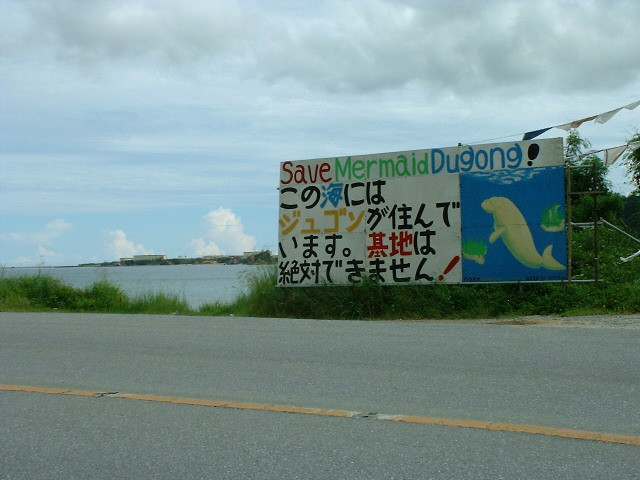 Save Mermaid Dugong!
この海には
ジュゴンが住んで
います。基地は
絶対できません!